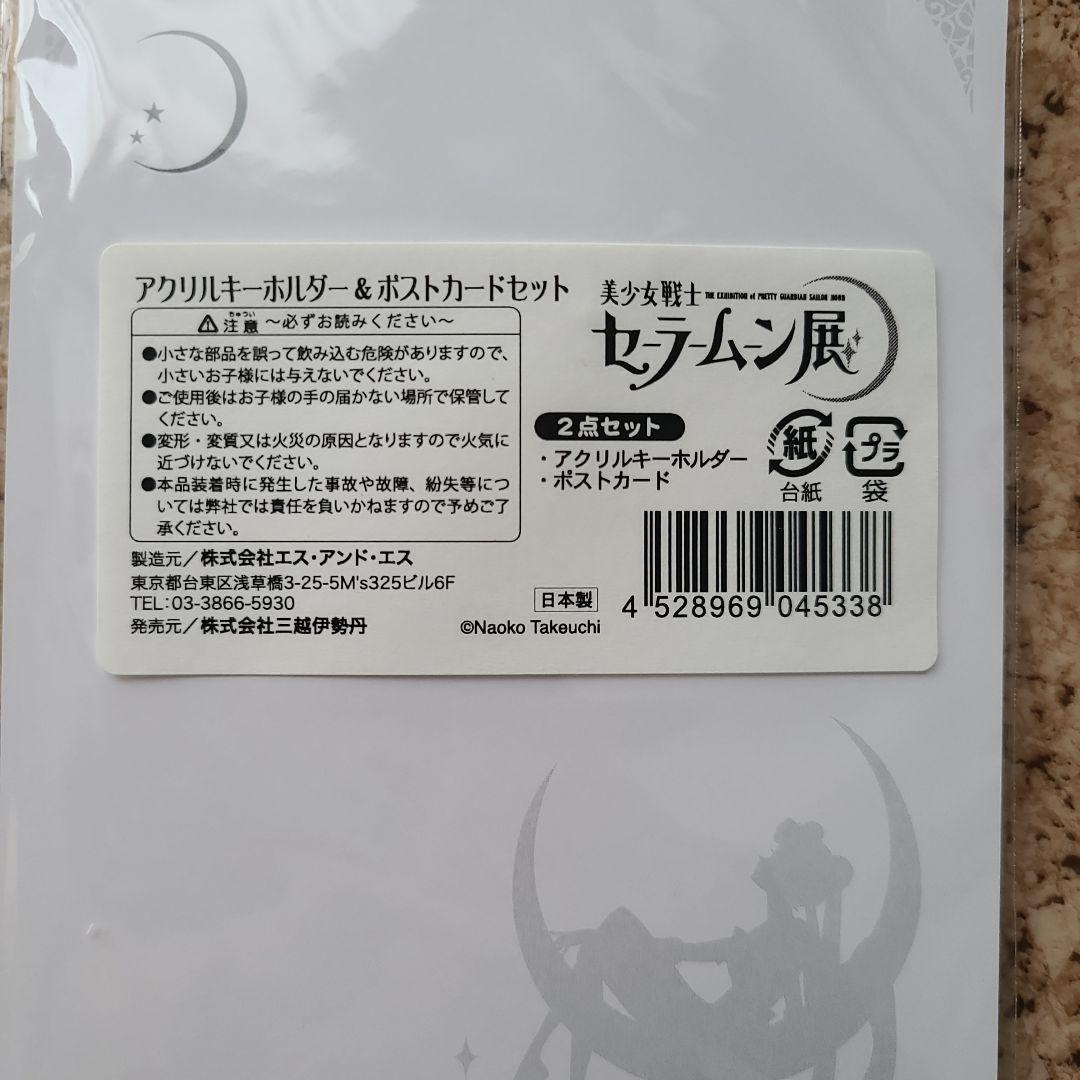 アクリルキーホルダー&ポストカードセット
ちゅうい
注意 ~必ずお読みください~
●小さな部品を誤って飲み込む危険がありますので、
小さいお子様には与えないでください。
●ご使用後はお子様の手の届かない場所で保管して
ください。
●変形・変質又は火災の原因となりますので火気に
近づけないでください。
●本品装着時に発生した事故や故障、紛失等につ
いては弊社では責任を負いかねますので予めご了
承ください。
製造元/株式会社エス・アンド・エス
東京都台東区浅草橋3-25-5M's325ビル6F
TEL:03-3866-5930
発売元/株式会社三越伊勢丹
美少女戦士 THE EXHIBITION of PRETTY GUARDIAN SAILOR MOON
セーラームーン展
2点セット
・アクリルキーホルダー
・ポストカード
紙
台紙
プラ
袋
日本製
©Naoko Takeuchi
4 528969 045338